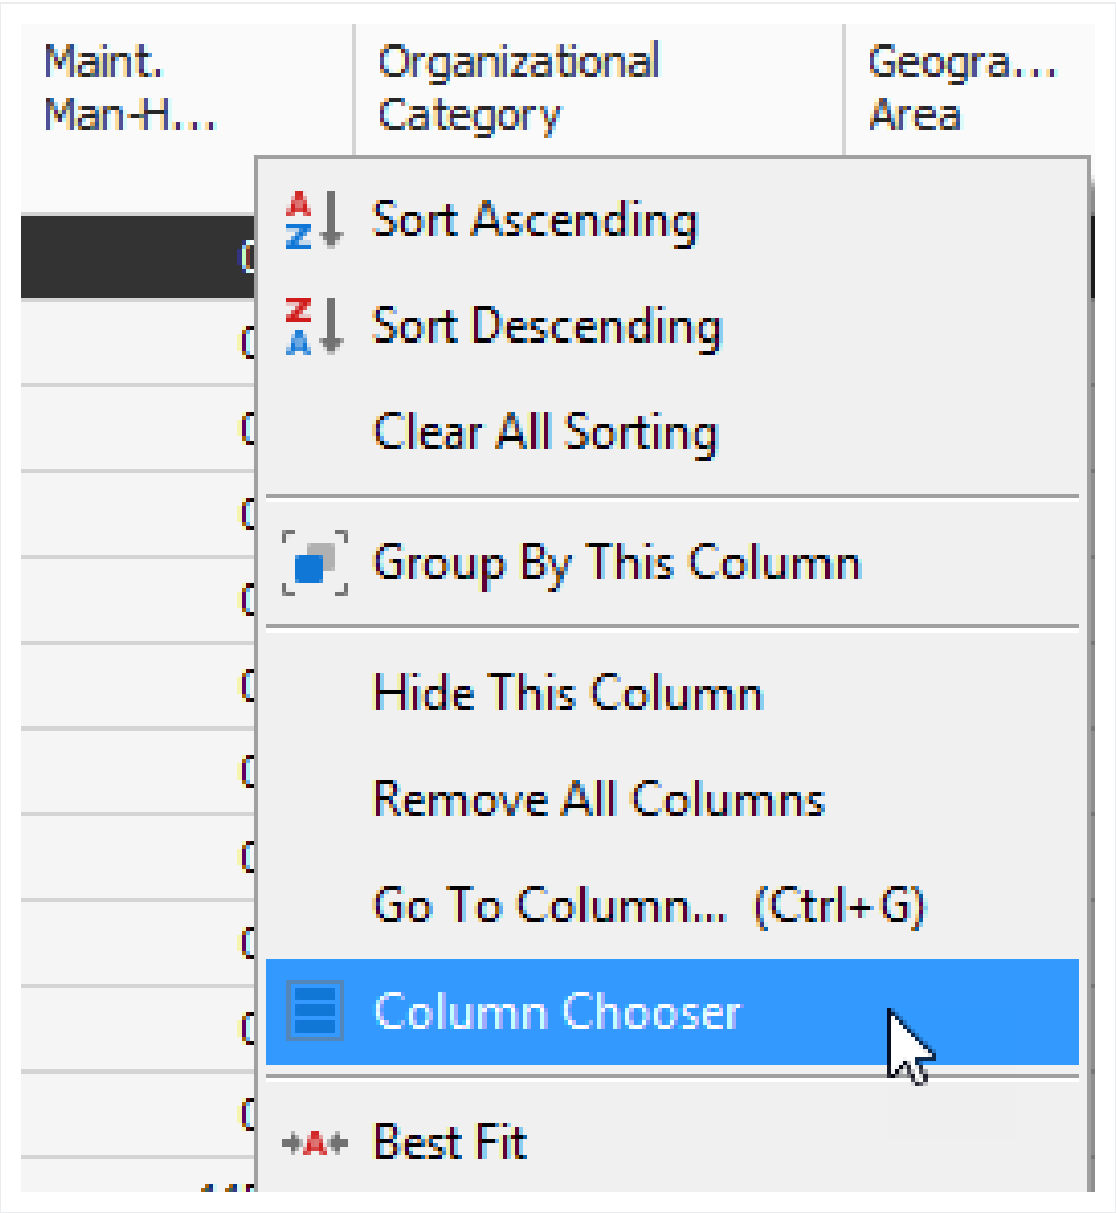 Maint.
Man-H...
Organizational
Category
Geogra...
Area
Sort Ascending
Sort Descending
Clear All Sorting
Group By This Column
Hide This Column
Remove All Columns
Go To Column... (Ctrl+G)
Column Chooser
Best Fit